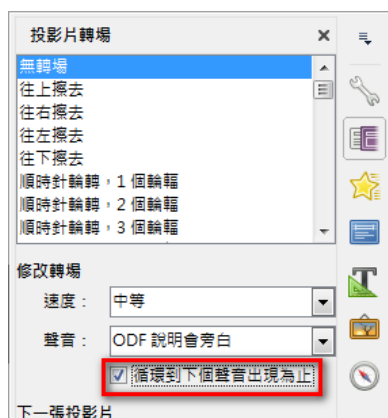 投影片轉場
無轉場
往上擦去
往右擦去
往左擦去
往下擦去
順時針輪轉，1 個輪輻
順時針輪轉，2 個輪輻
順時針輪轉，3 個輪輻
修改轉場
速度： 中等
聲音： ODF 說明會旁白
循環到下個聲音出現為止
下一張投影片